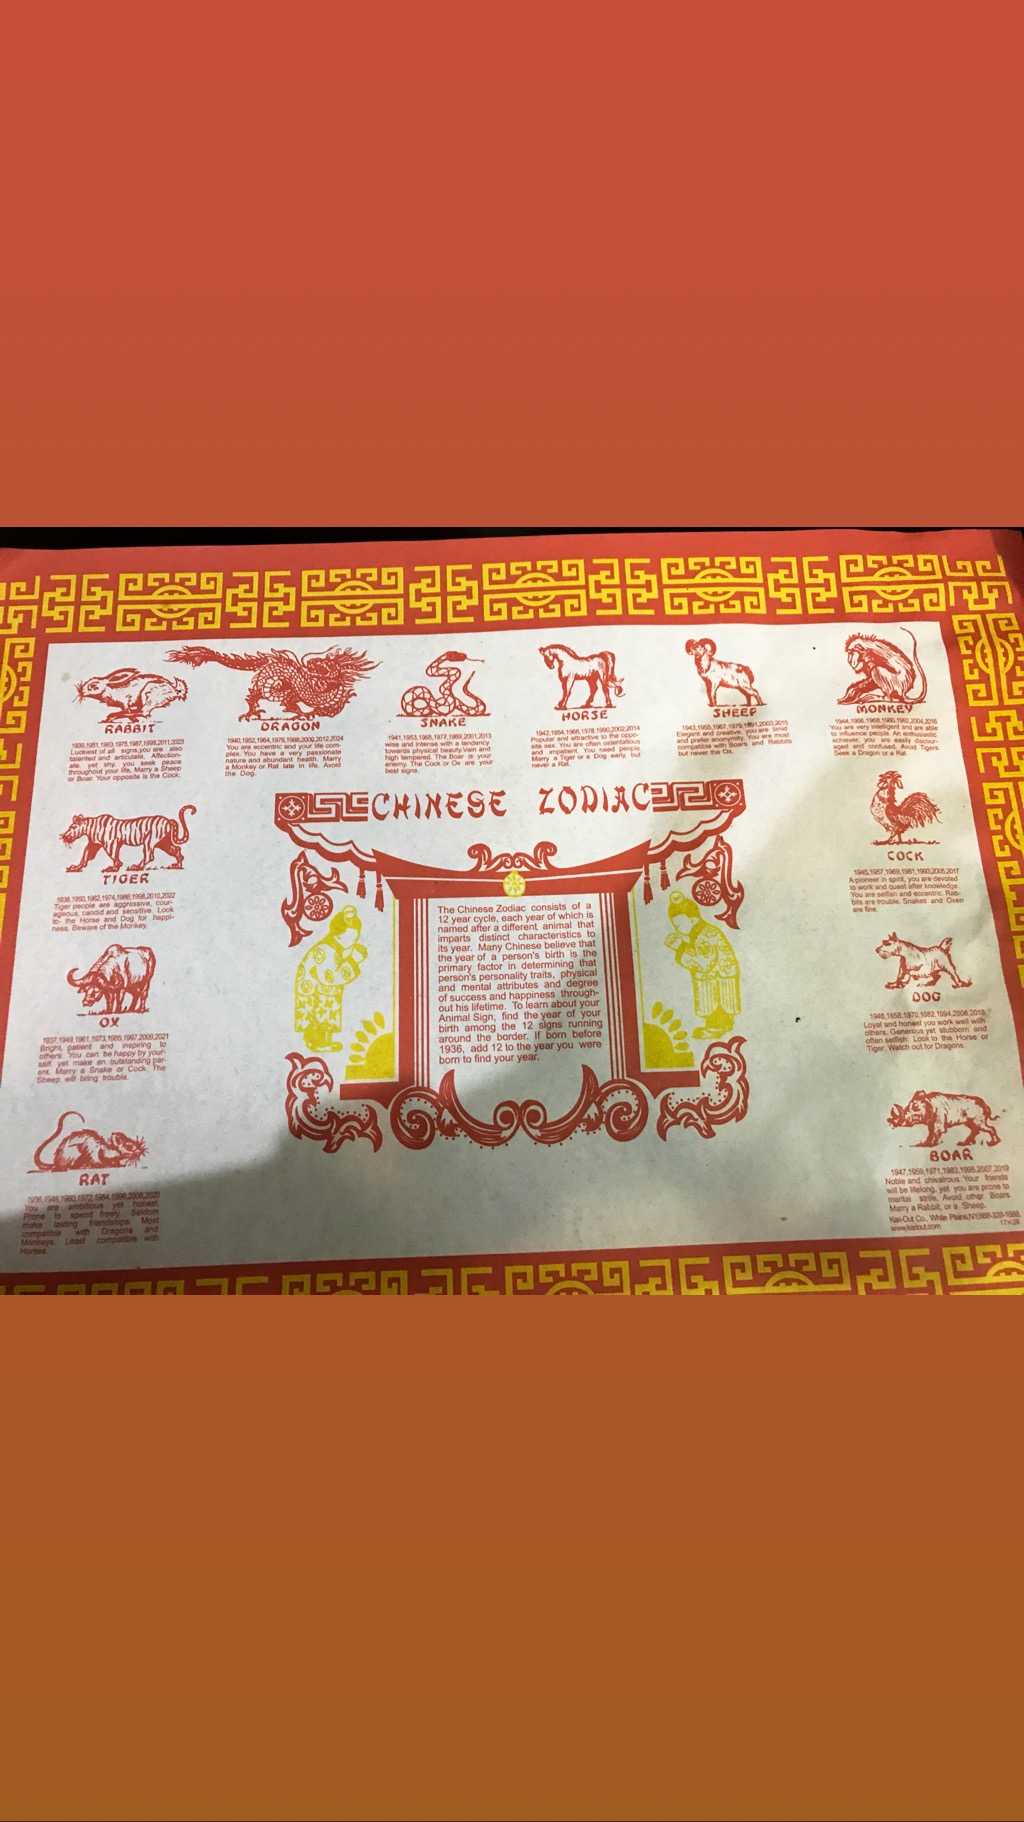 CHINESE ZODIAC
The Chinese Zodiac consists of a
12 year cycle, each year of which is
named after a different animal that
imparts distinct characteristics to
its year. Many Chinese believe that
the year of a person's birth is the
primary factor in determining that
person's personality traits, physical
and mental attributes and degree
of success and happiness through-
out his lifetime. To learn about your
Animal Sign, find the year of your
birth among the 12 signs running
around the border. If born before
1936, add 12 to the year you were
born to find your year.
RABBIT
1939,1951,1963,1975,1987,1999,2011,2023
Luckiest of all signs,you are also
talented and articulate. Affection-
ate, yet shy, you seek peace
throughout your life, Marry a Sheep
or Boar. Your opposite is the Cock.
DRAGON
1940,1952,1964,1976,1988,2000,2012,2024
You are eccentric and your life com-
plex. You have a very passionate
nature and abundant health. Marry
a Monkey or Rat late in life. Avoid
the Dog.
SNAKE
1941,1953,1965,1977,1989,2001,2013
wise and intense with a tendency
towards physical beauty.Vain and
high tempered. The Boar is your
enemy. The Cock or Ox are your
best signs.
HORSE
1942,1954,1966,1978,1990,2002,2014
Popular and attractive to the oppo-
site sex. You are often ostentatious
and impatient. You need people.
Marry a Tiger or a Dog early, but
never a Rat.
SHEEP
1943,1955,1967,1979,1991,2003,2015
Elegant and creative, you are timid
and prefer anonymity. You are most
compatible with Boars and Rabbits
but never the Ox.
MONKEY
1944,1956,1968,1980,1992,2004,2016
You are very intelligent and are able
to influence people. An enthusiastic
achiever, you are easily discour-
aged and confused. Avoid Tigers.
Seek a Dragon or a Rat.
COCK
1945,1957,1969,1981,1993,2005,2017
A pioneer in spirit, you are devoted
to work and quest after knowledge.
You are selfish and eccentric. Rab-
bits are trouble. Snakes and Oxen
are fine.
DOG
1946,1958,1970,1982,1994,2006,2018
Loyal and honest you work well with
others. Generous yet stubborn and
often selfish. Look to the Horse or
Tiger. Watch out for Dragons.
BOAR
1947,1959,1971,1983,1995,2007,2019
Noble and chivalrous. Your friends
will be lifelong, yet you are prone to
marital strife, Avoid other Boars.
Marry a Rabbit, or a Sheep.
Kari-Out Co., White Plains,NY,(888-328-1688,
www.kariout.com
TIGER
1938,1950,1962,1974,1986,1998,2010,2022
Tiger people are aggressive, cour-
ageous, candid and sensitive. Look
to- the Horse and Dog for happi-
ness. Beware of the Monkey.
OX
1937,1949,1961,1973,1985,1997,2009,2021
Bright, patient and inspiring to
others. You can be happy by your-
self, yet make an outstanding par-
ent. Marry a Snake or Cock. The
Sheep will bring trouble.
RAT
1936,1948,1960,1972,1984,1996,2008,2020
You are ambitious yet honest.
Prone to spend freely. Seldom
make lasting friendships. Most
compatible with Dragons and
Monkeys. Least compatible with
Horses.